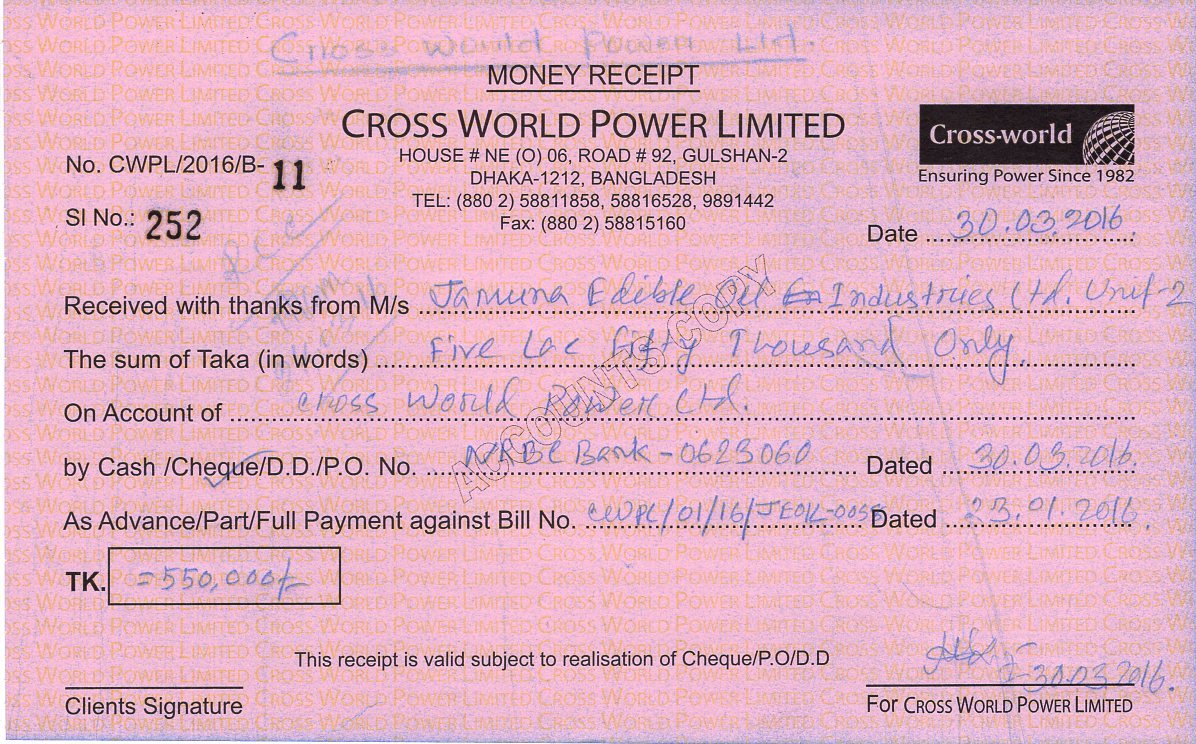 Cross World Power Ltd.
MONEY RECEIPT
CROSS WORLD POWER LIMITED
HOUSE # NE (O) 06, ROAD # 92, GULSHAN-2
DHAKA-1212, BANGLADESH
TEL: (880 2) 58811858, 58816528, 9891442
Fax: (880 2) 58815160
Cross-world
Ensuring Power Since 1982
No. CWPL/2016/B- 11
Sl No.: 252
Date 30.03.2016
Received with thanks from M/s Jamuna Edible Oil Industries Ltd. Unit-2
The sum of Taka (in words) Five Lac Fifty Thousand Only.
On Account of Cross World Power Ltd.
by Cash /Cheque/D.D./P.O. No. NRBC Bank - 0623060 Dated 30.03.2016.
As Advance/Part/Full Payment against Bill No. CWPL/01/16/JEOIL-0055 Dated 23.01.2016.
ACCOUNTS COPY
TK. =550,000/-
This receipt is valid subject to realisation of Cheque/P.O/D.D
30.03.2016.
Clients Signature
For CROSS WORLD POWER LIMITED